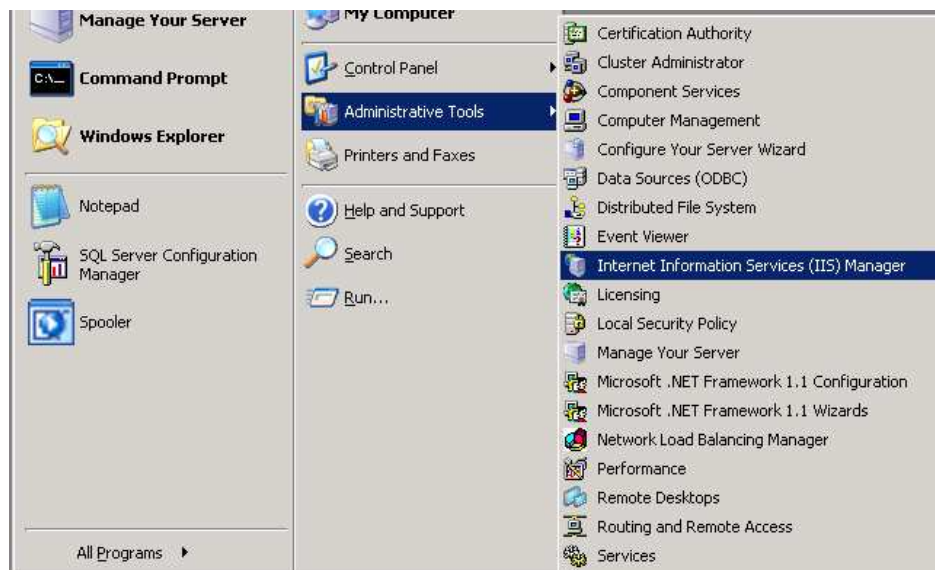 Manage Your Server
C:\_
Command Prompt
Windows Explorer
Notepad
SQL Server Configuration
Manager
Spooler
All Programs
My Computer
Control Panel
Administrative Tools
Printers and Faxes
Help and Support
Search
Run...
Certification Authority
Cluster Administrator
Component Services
Computer Management
Configure Your Server Wizard
Data Sources (ODBC)
Distributed File System
Event Viewer
Internet Information Services (IIS) Manager
Licensing
Local Security Policy
Manage Your Server
Microsoft .NET Framework 1.1 Configuration
Microsoft .NET Framework 1.1 Wizards
Network Load Balancing Manager
Performance
Remote Desktops
Routing and Remote Access
Services